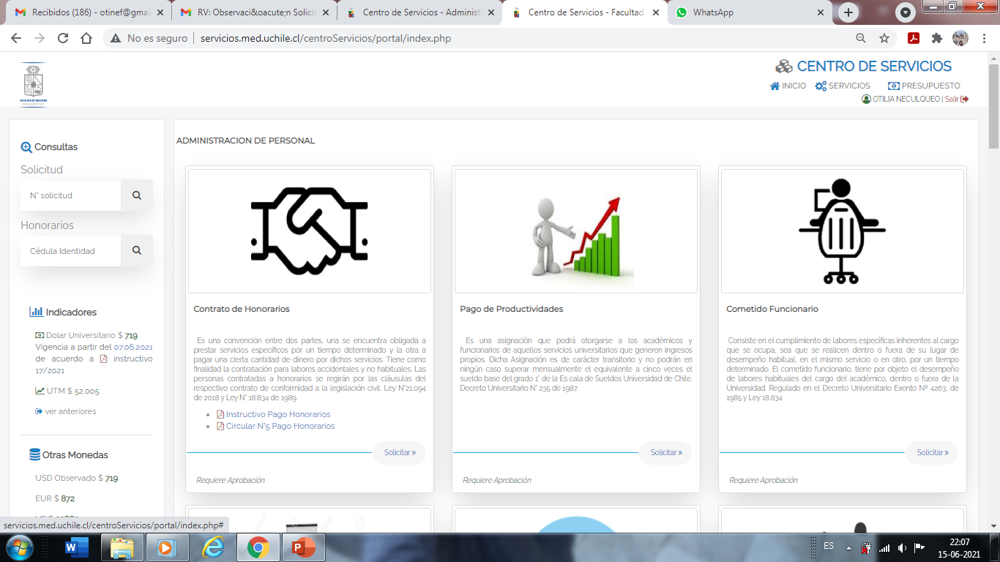 Recibidos (186) - otinef@gmai
RV: Observaci&oacute;n Solicit
Centro de Servicios - Administ
Centro de Servicios - Facultad
WhatsApp
No es seguro | servicios.med.uchile.cl/centroServicios/portal/index.php
FACULTAD DE MEDICINA
CENTRO DE SERVICIOS
INICIO SERVICIOS PRESUPUESTO
OTILIA NECULQUEO | Salir
Consultas
Solicitud
N° solicitud
Honorarios
Cédula Identidad
Indicadores
Dolar Universitario $ 719
Vigencia a partir del 07.06.2021
de acuerdo a instructivo
17/2021
UTM $ 52.005
ver anteriores
Otras Monedas
USD Observado $ 719
EUR $ 872
ADMINISTRACION DE PERSONAL
Contrato de Honorarios
Es una convención entre dos partes, una se encuentra obligada a
prestar servicios específicos por un tiempo determinado y la otra a
pagar una cierta cantidad de dinero por dichos servicios. Tiene como
finalidad la contratación para labores accidentales y no habituales. Las
personas contratadas a honorarios se regirán por las cláusulas del
respectivo contrato de conformidad a la legislación civil. Ley N°21.094
de 2018 y Ley N° 18.834 de 1989.
Instructivo Pago Honorarios
Circular N°5 Pago Honorarios
Solicitar »
Requiere Aprobación
Pago de Productividades
Es una asignación que podrá otorgarse a los académicos y
funcionarios de aquellos servicios universitarios que generen ingresos
propios. Dicha Asignación es de carácter transitorio y no podrán en
ningún caso superar mensualmente el equivalente a cinco veces el
sueldo base del grado 1° de la Es cala de Sueldos Universidad de Chile.
Decreto Universitario N° 235 de 1987.
Solicitar »
Requiere Aprobación
Cometido Funcionario
Consiste en el cumplimiento de labores específicas inherentes al cargo
que se ocupa, sea que se realicen dentro o fuera de su lugar de
desempeño habitual, en el mismo servicio o en otro, por un tiempo
determinado. El cometido funcionario, tiene por objeto el desempeño
de labores habituales del cargo del académico, dentro o fuera de la
Universidad. Regulado en el Decreto Universitario Exento Nº 4263, de
1985 y Ley 18.834
Solicitar »
Requiere Aprobación
servicios.med.uchile.cl/centroServicios/portal/index.php#
ES
22:07
15-06-2021